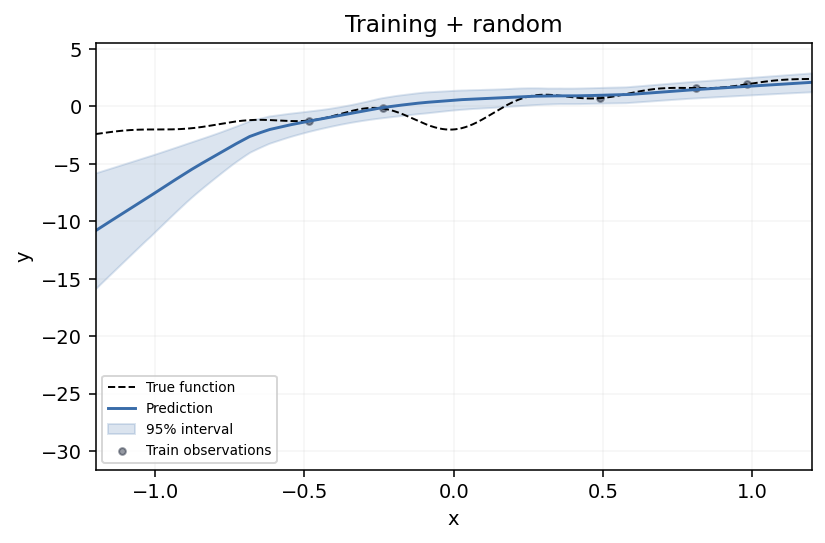 Training + random
5
0
−5
−10
−15
−20
−25
−30
y
True function
Prediction
95% interval
Train observations
−1.0
−0.5
0.0
0.5
1.0
x